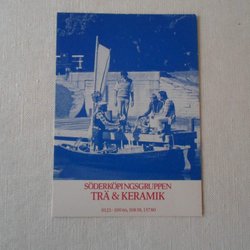 SÖDERKÖPINGSGRUPPEN
TRÄ & KERAMIK